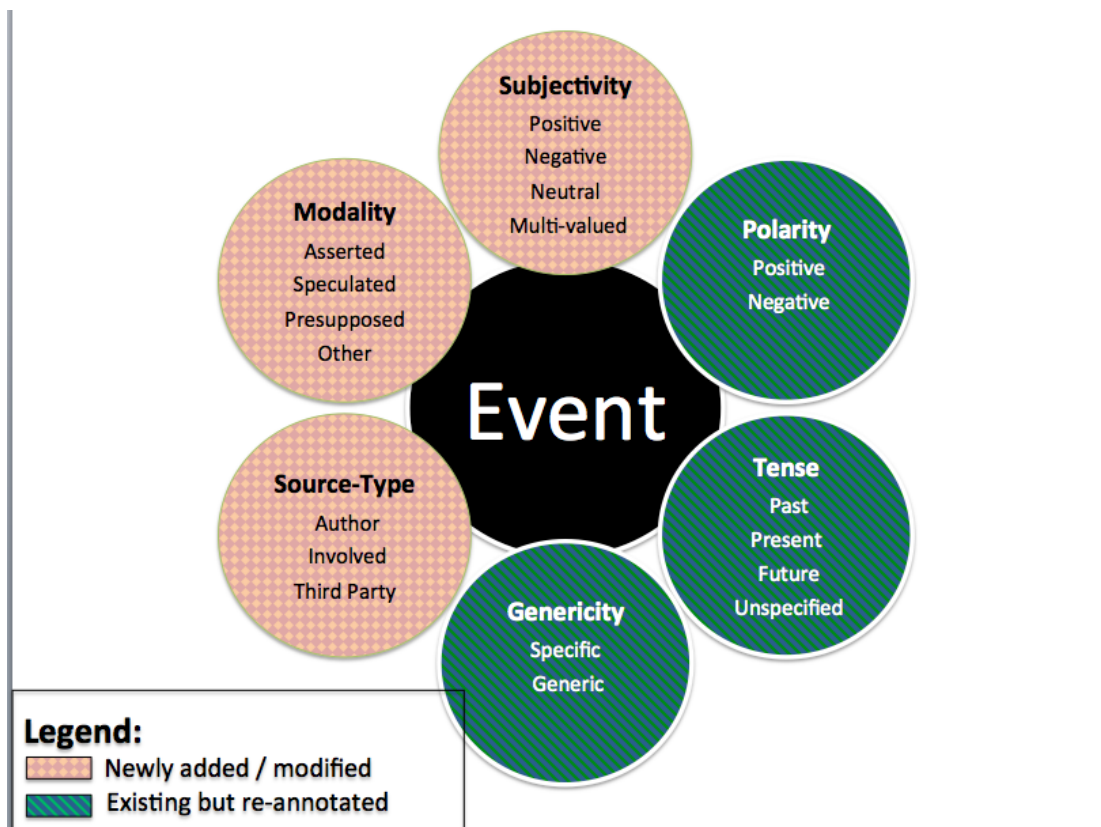 Subjectivity
Positive
Negative
Neutral
Multi-valued
Modality
Asserted
Speculated
Presupposed
Other
Polarity
Positive
Negative
Event
Source-Type
Author
Involved
Third Party
Tense
Past
Present
Future
Unspecified
Genericity
Specific
Generic
Legend:
Newly added / modified
Existing but re-annotated